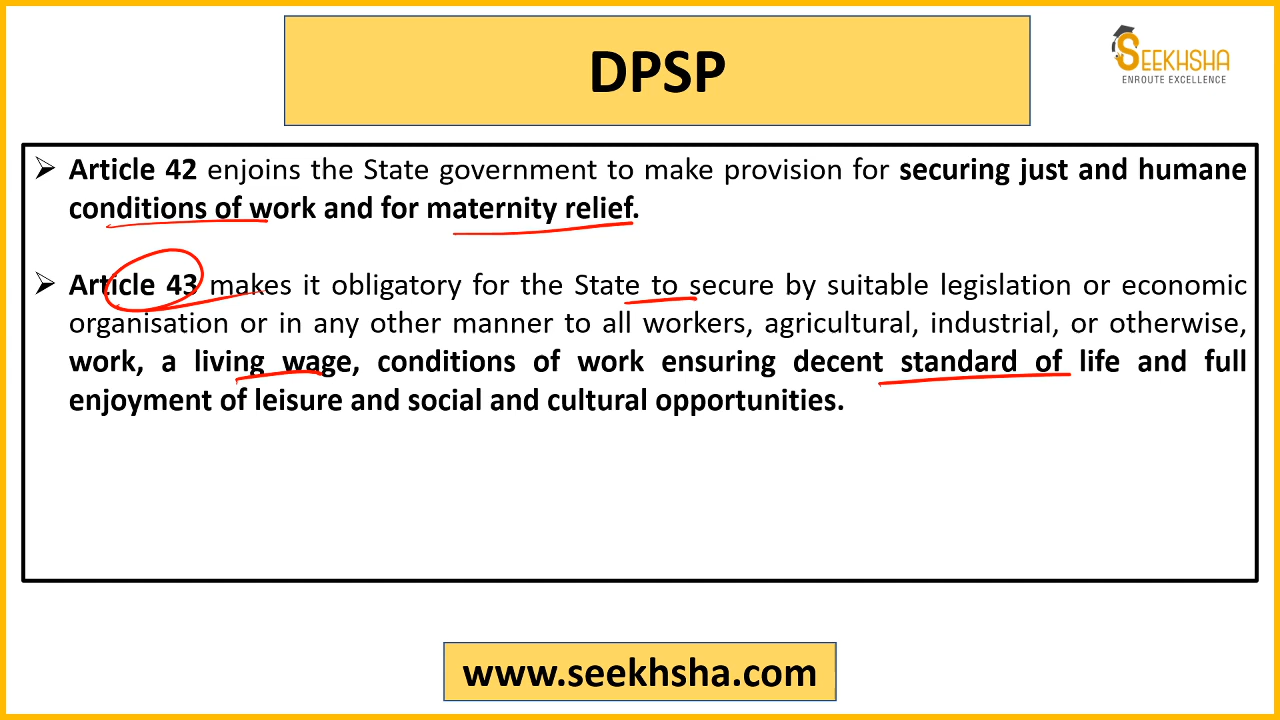 DPSP
SEEKHSHA
ENROUTE EXCELLENCE
➢ Article 42 enjoins the State government to make provision for securing just and humane
conditions of work and for maternity relief.
➢ Article 43 makes it obligatory for the State to secure by suitable legislation or economic
organisation or in any other manner to all workers, agricultural, industrial, or otherwise,
work, a living wage, conditions of work ensuring decent standard of life and full
enjoyment of leisure and social and cultural opportunities.
www.seekhsha.com